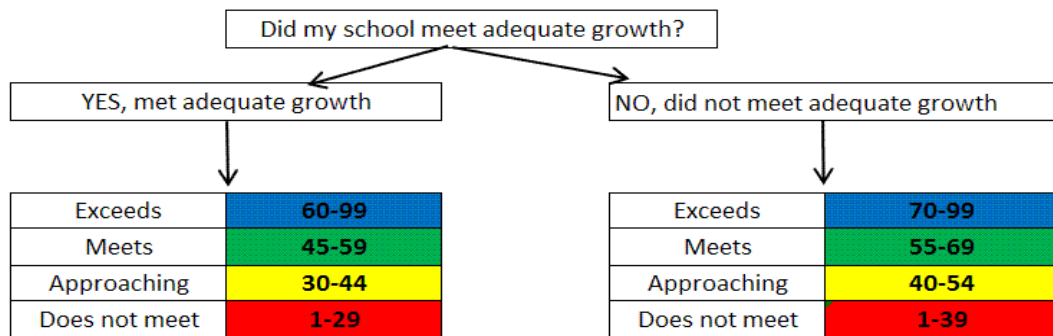 Did my school meet adequate growth?
YES, met adequate growth
NO, did not meet adequate growth
Exceeds 60-99
Meets 45-59
Approaching 30-44
Does not meet 1-29
Exceeds 70-99
Meets 55-69
Approaching 40-54
Does not meet 1-39